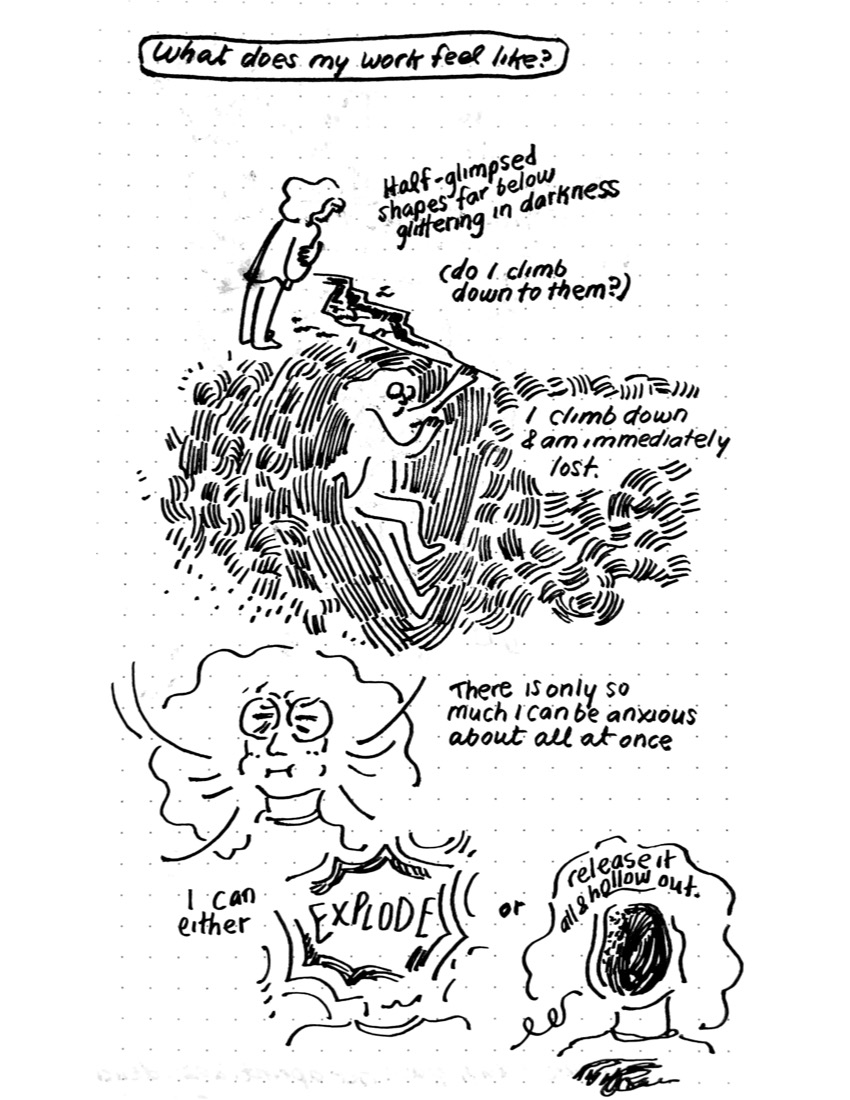 What does my work feel like?
Half-glimpsed
shapes far below
glittering in darkness
(do I climb
down to them?)
I climb down
& am immediately
lost.
There is only so
much I can be anxious
about all at once
I can
either
EXPLODE
or
release it
all & hollow out.